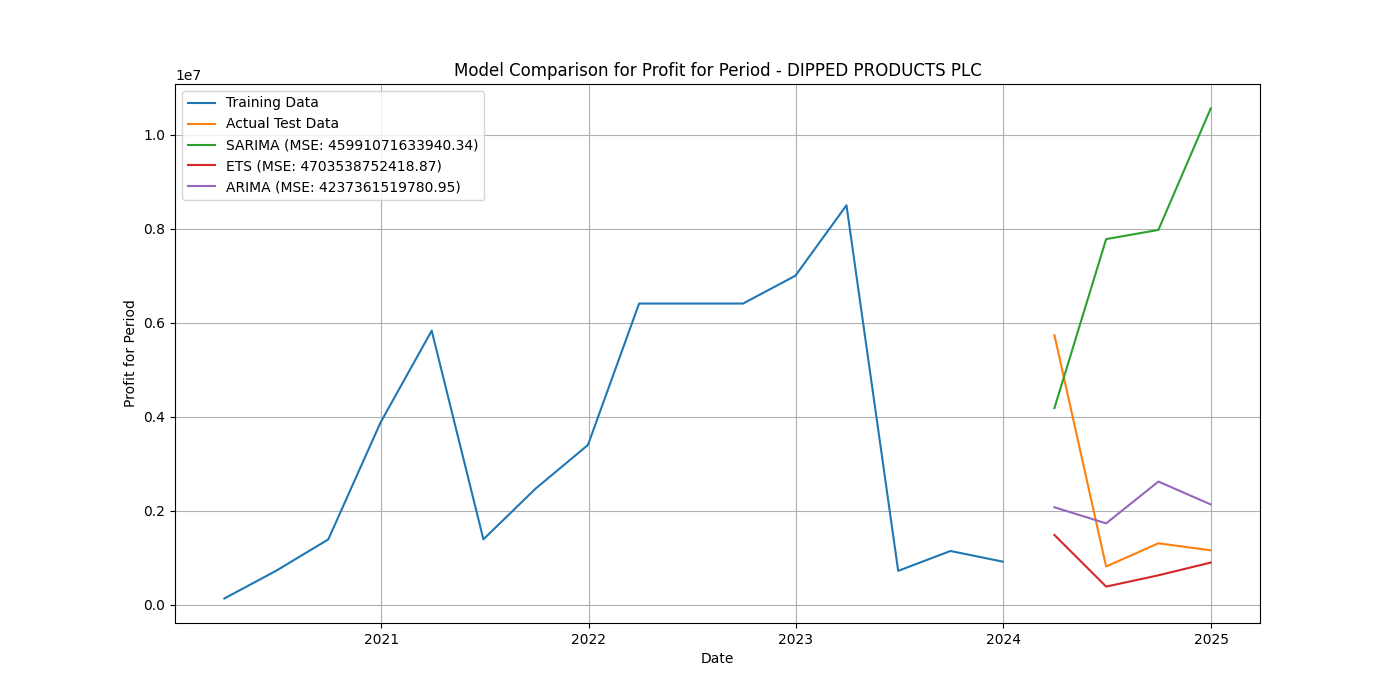 Model Comparison for Profit for Period - DIPPED PRODUCTS PLC
1e7
Training Data
Actual Test Data
SARIMA (MSE: 45991071633940.34)
ETS (MSE: 4703538752418.87)
ARIMA (MSE: 4237361519780.95)
Profit for Period
1.0
0.8
0.6
0.4
0.2
0.0
2021 2022 2023 2024 2025
Date